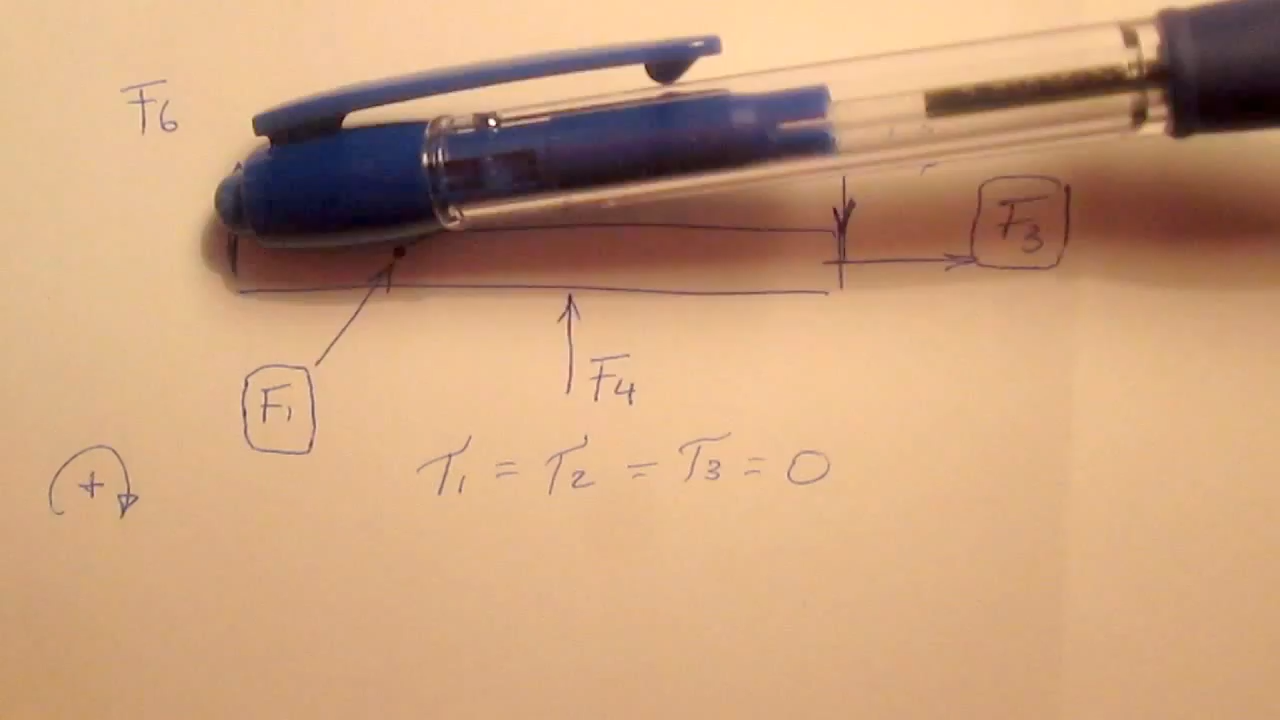 F6
F3
F1
F4
+
τ1 = τ2 = τ3 = 0